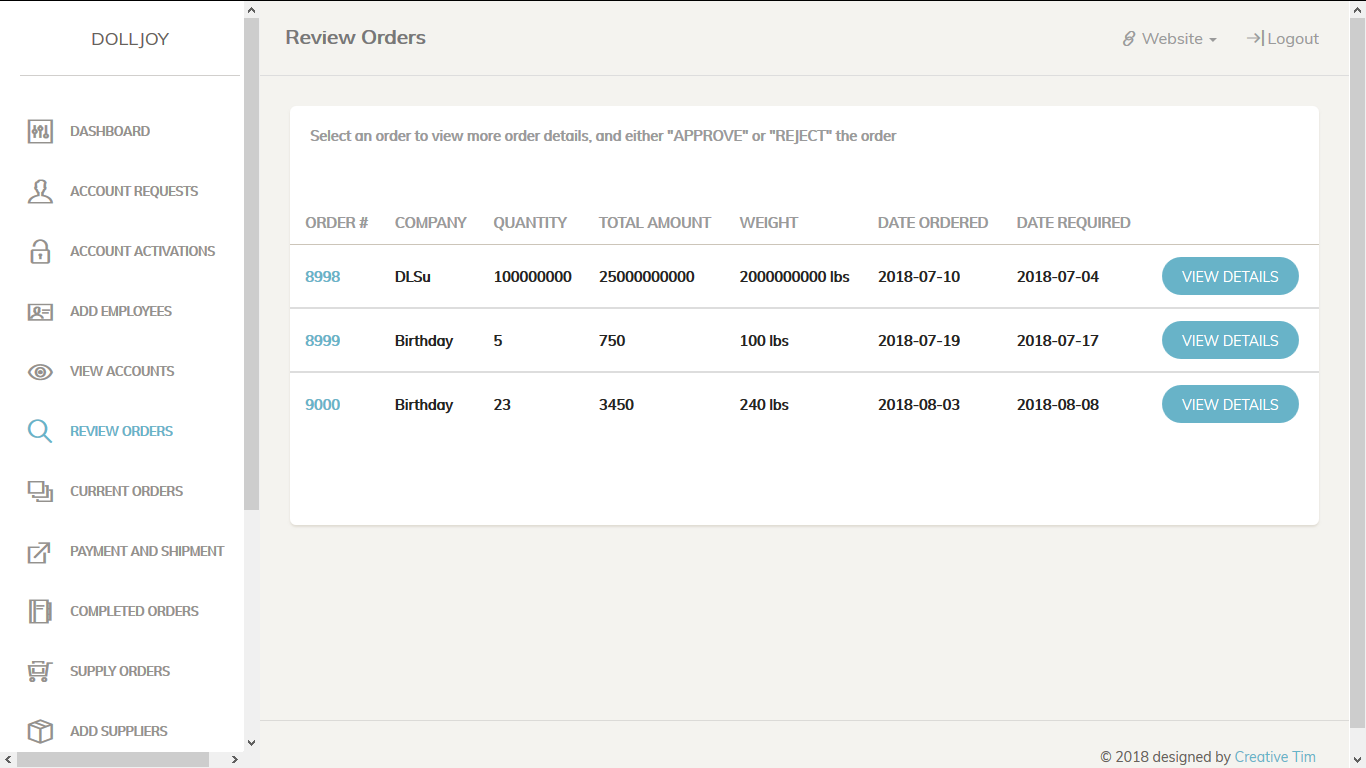 DOLLJOY
DASHBOARD
ACCOUNT REQUESTS
ACCOUNT ACTIVATIONS
ADD EMPLOYEES
VIEW ACCOUNTS
REVIEW ORDERS
CURRENT ORDERS
PAYMENT AND SHIPMENT
COMPLETED ORDERS
SUPPLY ORDERS
ADD SUPPLIERS
Review Orders Website Logout
Select an order to view more order details, and either "APPROVE" or "REJECT" the order
ORDER # COMPANY QUANTITY TOTAL AMOUNT WEIGHT DATE ORDERED DATE REQUIRED
8998 DLSu 100000000 25000000000 2000000000 lbs 2018-07-10 2018-07-04 VIEW DETAILS
8999 Birthday 5 750 100 lbs 2018-07-19 2018-07-17 VIEW DETAILS
9000 Birthday 23 3450 240 lbs 2018-08-03 2018-08-08 VIEW DETAILS
© 2018 designed by Creative Tim